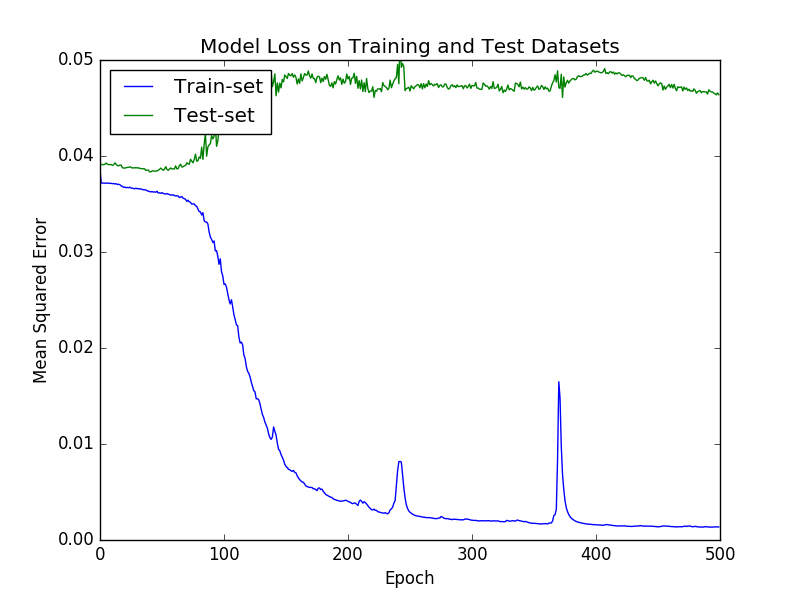 Model Loss on Training and Test Datasets
0.05
Train-set
Test-set
0.04
0.03
0.02
0.01
0.00
Mean Squared Error
0 100 200 300 400 500
Epoch